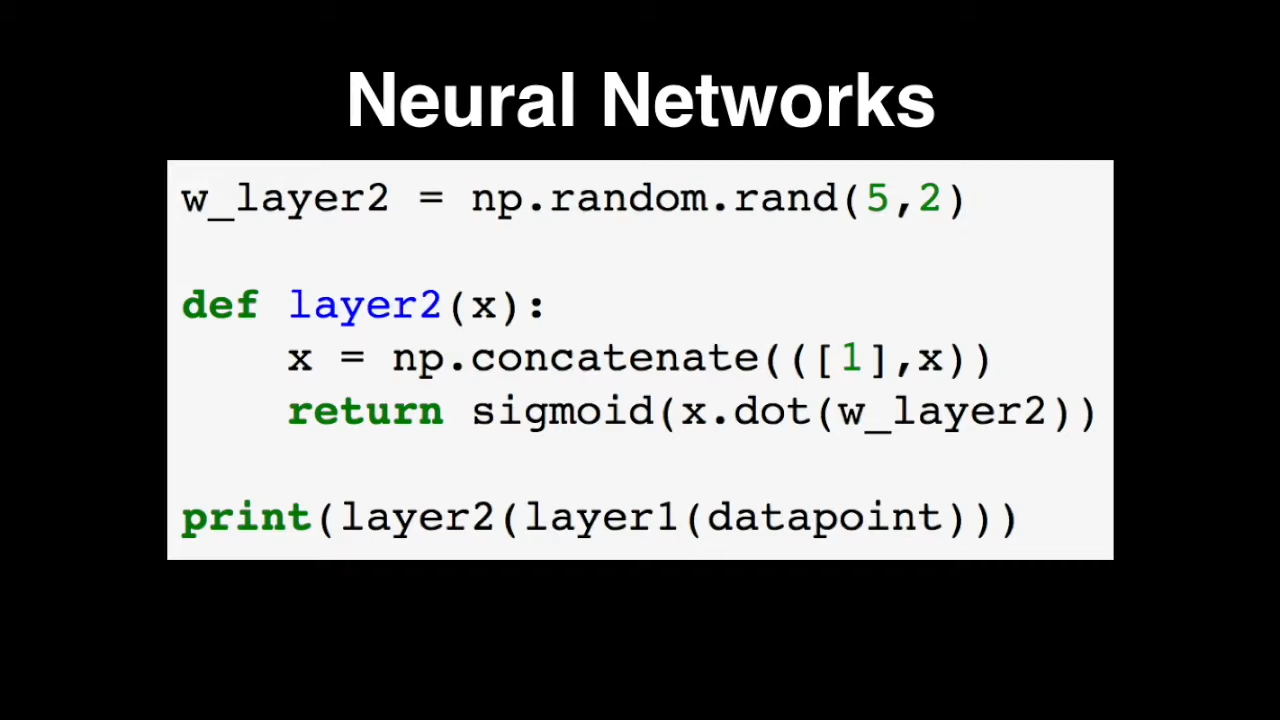 Neural Networks
w_layer2 = np.random.rand(5,2)
def layer2(x):
    x = np.concatenate(([1],x))
    return sigmoid(x.dot(w_layer2))
print(layer2(layer1(datapoint)))